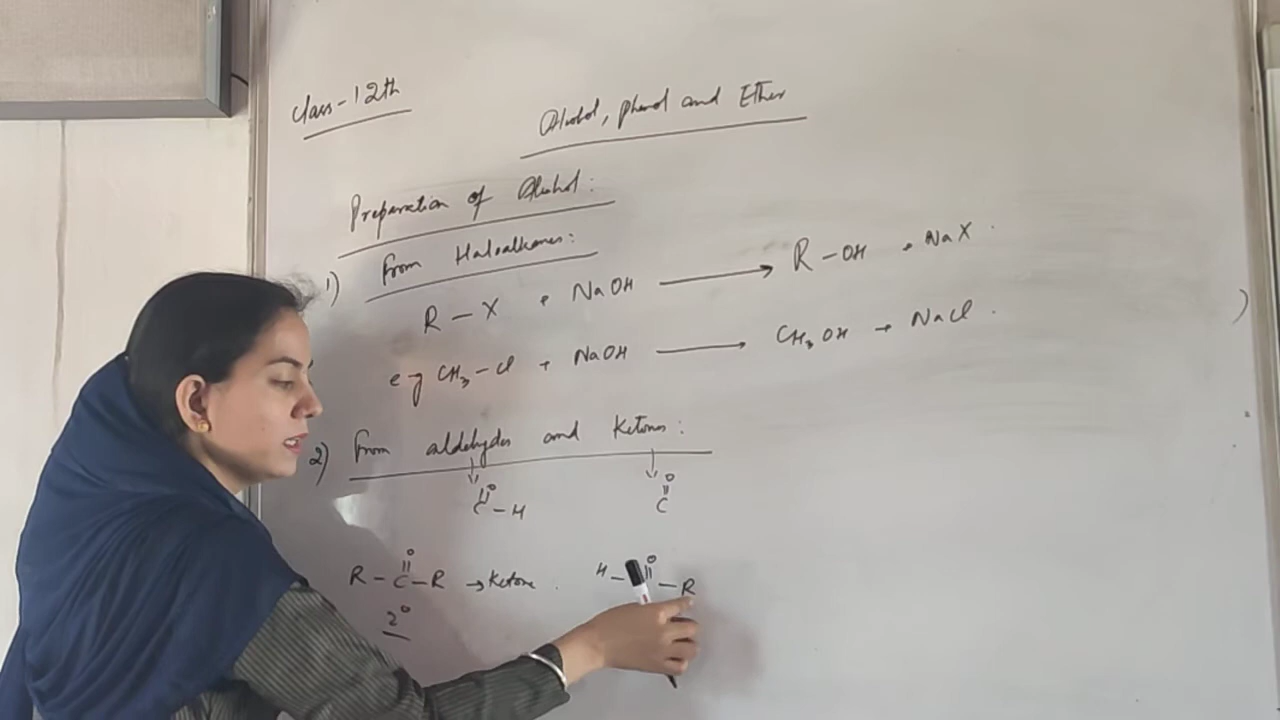 Class-12th
Alcohol, phenol and Ether
Preparation of Alcohol:
1) From Haloalkanes:
R-X + NaOH ⟶ R-OH + NaX.
e.g CH₃-Cl + NaOH ⟶ CH₃OH + NaCl.
2) From aldehydes and Ketones:
↓ ↓
O O
|| ||
C-H C
O O
|| ||
R-C-R → Ketone. H- -R
2°